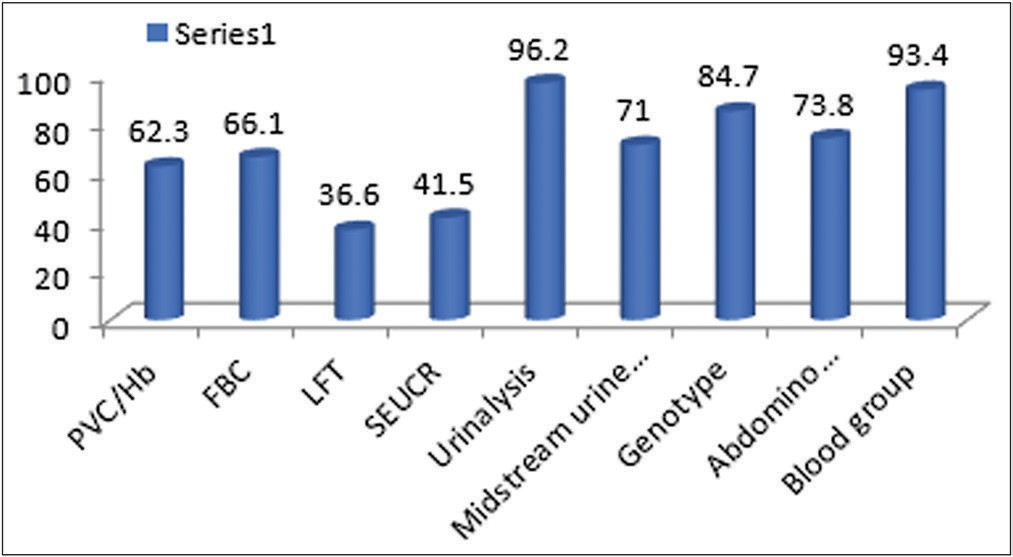 Series1
96.2
93.4
84.7
73.8
71
66.1
62.3
41.5
36.6
100
80
60
40
20
0
PVC/Hb
FBC
LFT
SEUCR
Urinalysis
Midstream urine...
Genotype
Abdomino...
Blood group